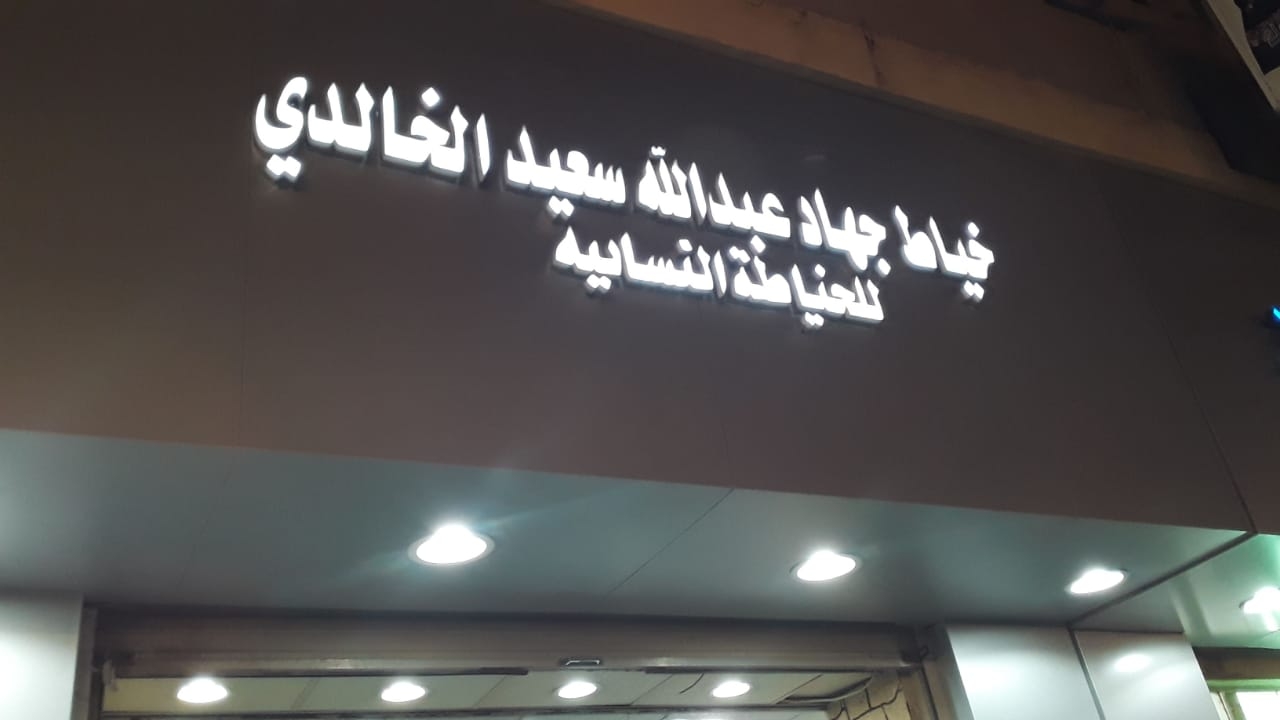 خياط جهاد عبدالله سعيد الخالدي
للخياطة النسائيه